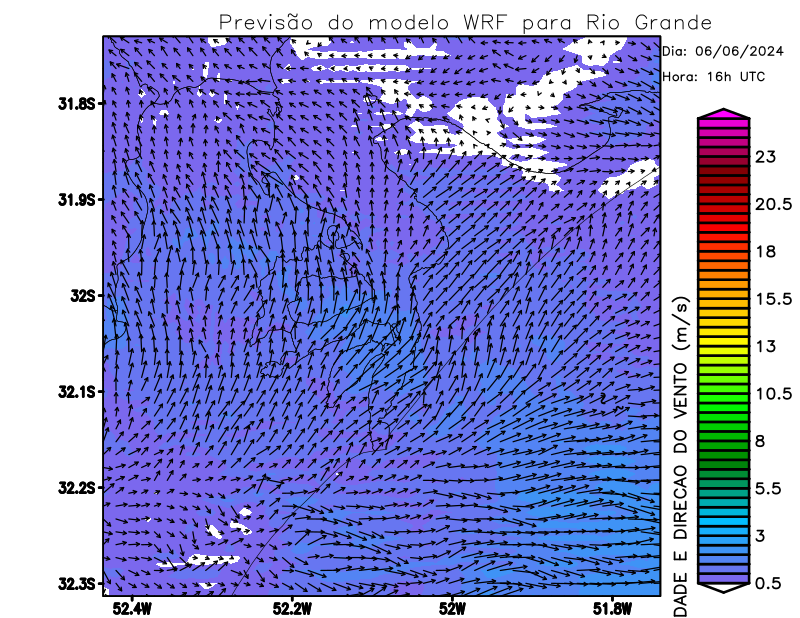 Previsão do modelo WRF para Rio Grande
Dia: 06/06/2024
Hora: 16h UTC
31.8S
31.9S
32S
32.1S
32.2S
32.3S
52.4W
52.2W
52W
51.8W
DADE E DIRECAO DO VENTO (m/s)
23
20.5
18
15.5
13
10.5
8
5.5
3
0.5